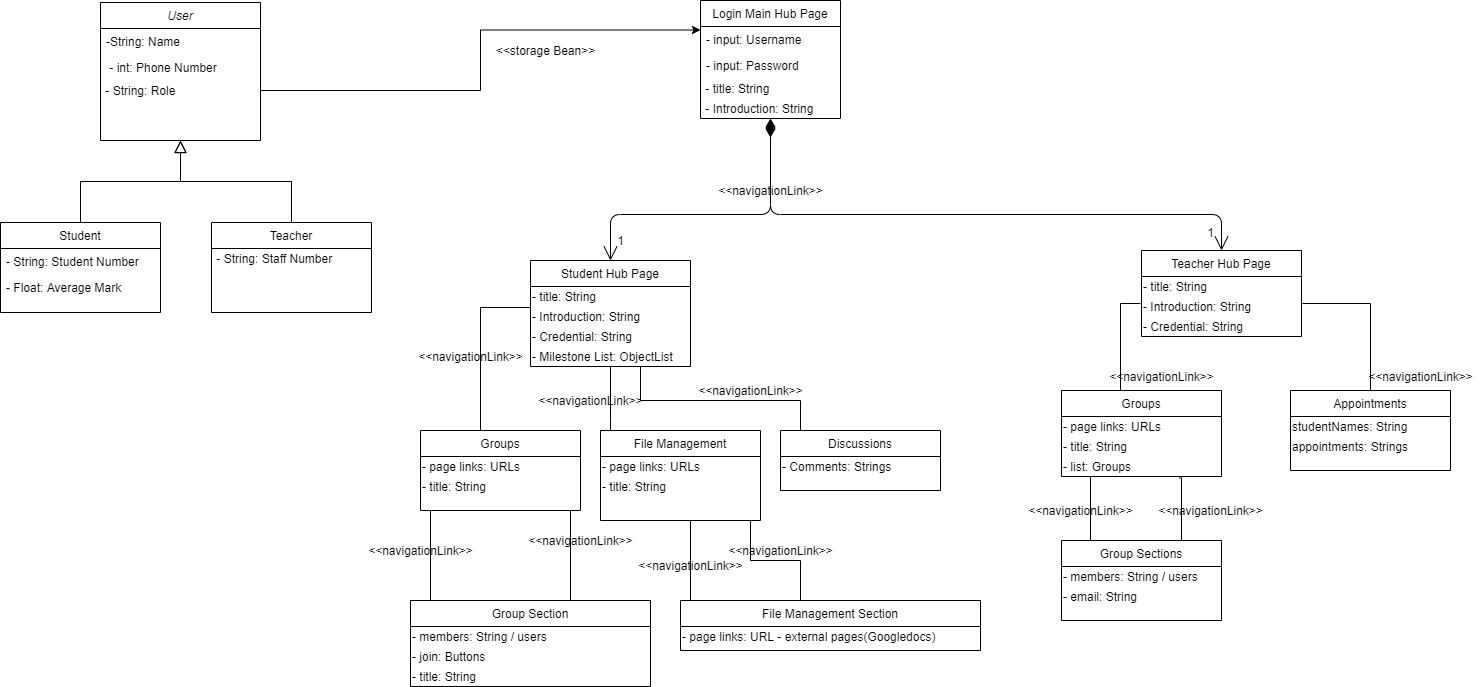 User
-String: Name
- int: Phone Number
- String: Role
<<storage Bean>>
Login Main Hub Page
- input: Username
- input: Password
- title: String
- Introduction: String
<<navigationLink>>
Student
- String: Student Number
- Float: Average Mark
Teacher
- String: Staff Number
1
Student Hub Page
- title: String
- Introduction: String
- Credential: String
- Milestone List: ObjectList
1
Teacher Hub Page
- title: String
- Introduction: String
- Credential: String
<<navigationLink>>
<<navigationLink>>
<<navigationLink>>
<<navigationLink>>
<<navigationLink>>
Groups
- page links: URLs
- title: String
File Management
- page links: URLs
- title: String
Discussions
- Comments: Strings
Groups
- page links: URLs
- title: String
- list: Groups
Appointments
studentNames: String
appointments: Strings
<<navigationLink>>
<<navigationLink>>
<<navigationLink>>
<<navigationLink>>
<<navigationLink>>
<<navigationLink>>
Group Section
- members: String / users
- join: Buttons
- title: String
File Management Section
- page links: URL - external pages(Googledocs)
Group Sections
- members: String / users
- email: String